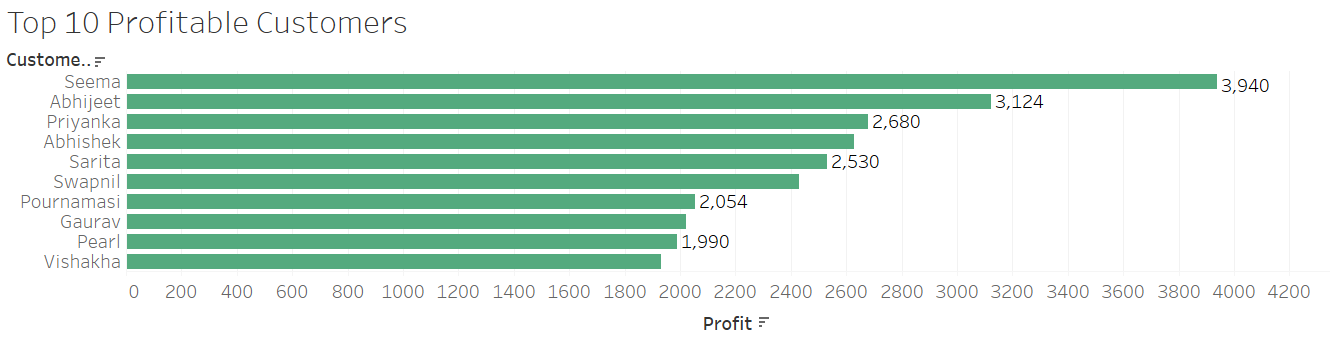 Top 10 Profitable Customers
Custome..
Seema 3,940
Abhijeet 3,124
Priyanka 2,680
Abhishek
Sarita 2,530
Swapnil
Pournamasi 2,054
Gaurav
Pearl 1,990
Vishakha
0 200 400 600 800 1000 1200 1400 1600 1800 2000 2200 2400 2600 2800 3000 3200 3400 3600 3800 4000 4200
Profit